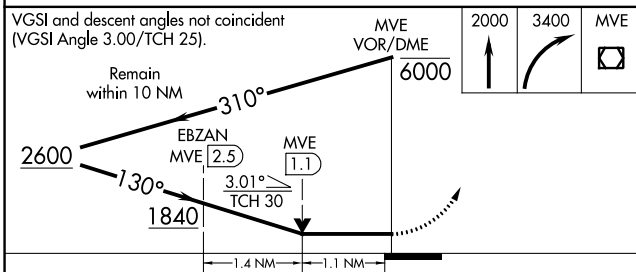 VGSI and descent angles not coincident
(VGSI Angle 3.00/TCH 25).
2000
3400
MVE
MVE
VOR/DME
6000
Remain
within 10 NM
310°
2600
EBZAN
MVE 2.5
MVE
1.1
130°
3.01°
TCH 30
1840
1.4 NM
1.1 NM